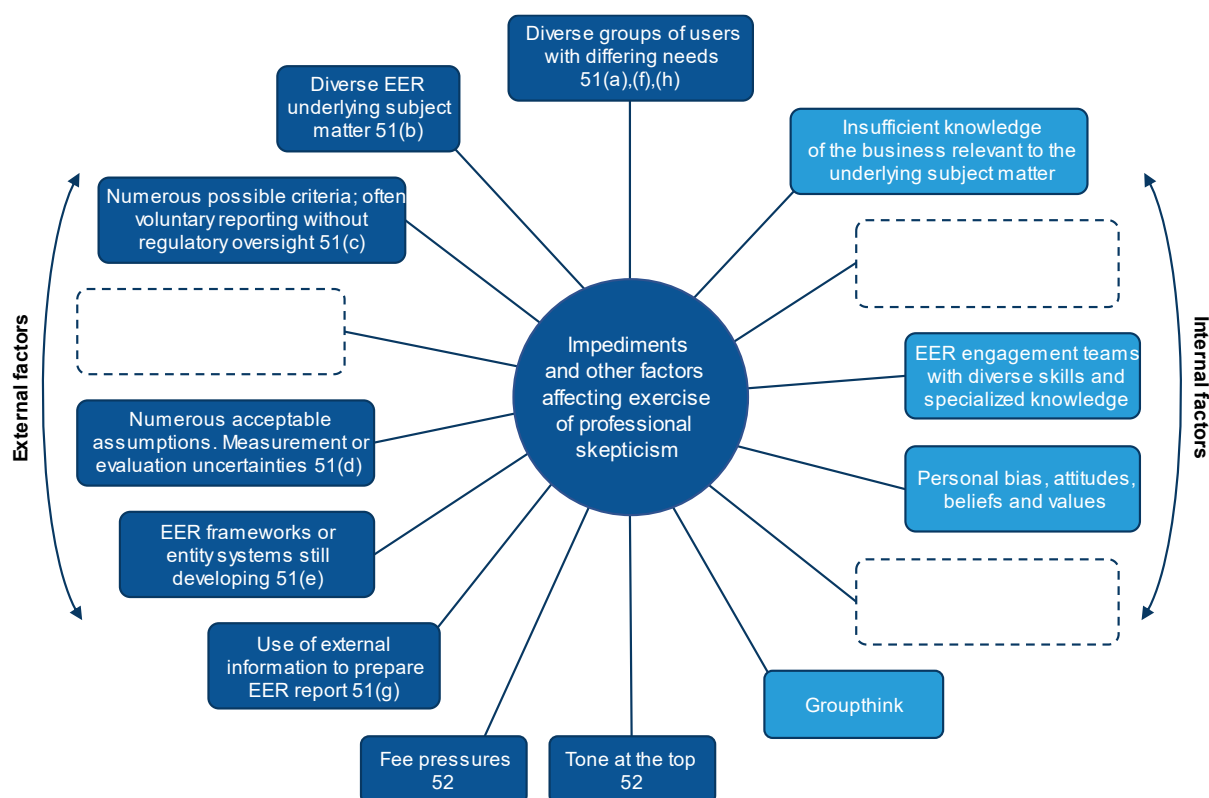 Diverse groups of users
with differing needs
51(a),(f),(h)
Diverse EER
underlying subject
matter 51(b)
Insufficient knowledge
of the business relevant to the
underlying subject matter
Numerous possible criteria; often
voluntary reporting without
regulatory oversight 51(c)
External factors
Impediments
and other factors
affecting exercise
of professional
skepticism
EER engagement teams
with diverse skills and
specialized knowledge
Internal factors
Numerous acceptable
assumptions. Measurement or
evaluation uncertainties 51(d)
Personal bias, attitudes,
beliefs and values
EER frameworks or
entity systems still
developing 51(e)
Use of external
information to prepare
EER report 51(g)
Groupthink
Fee pressures
52
Tone at the top
52